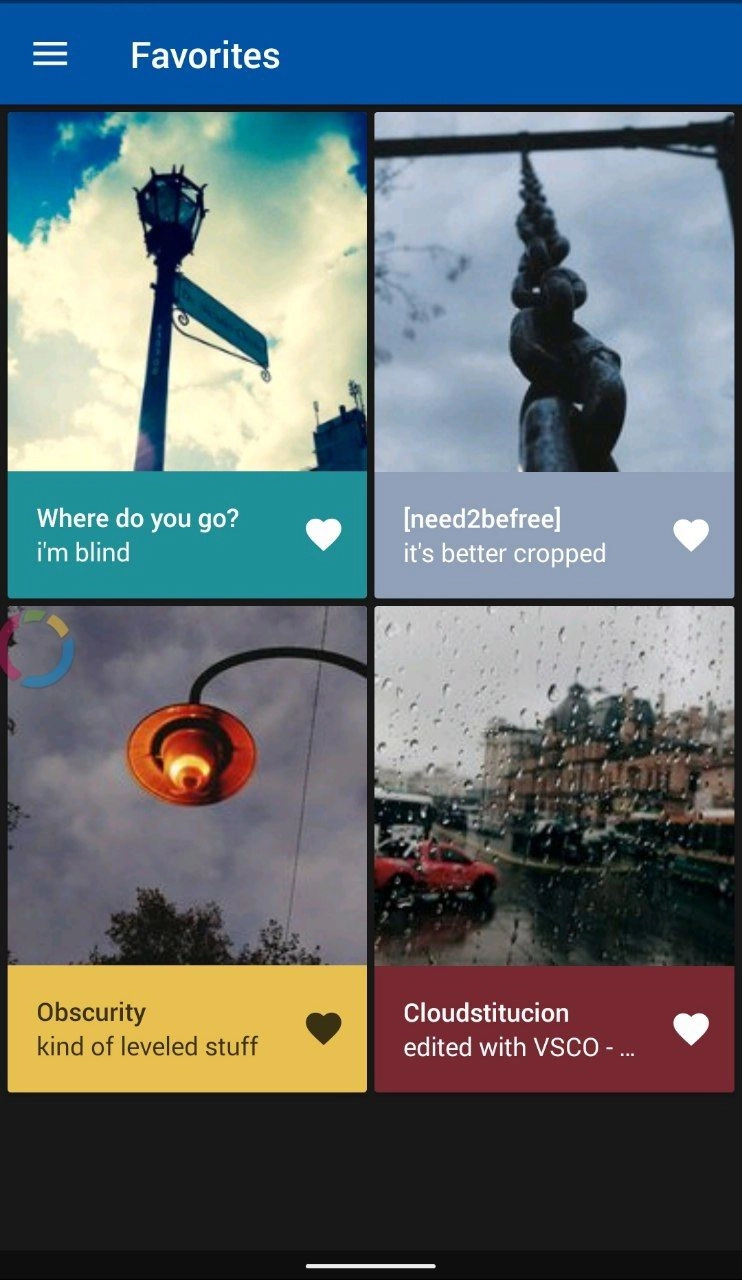 Favorites
Where do you go?
i'm blind
[need2befree]
it's better cropped
Obscurity
kind of leveled stuff
Cloudstitucion
edited with VSCO - ...